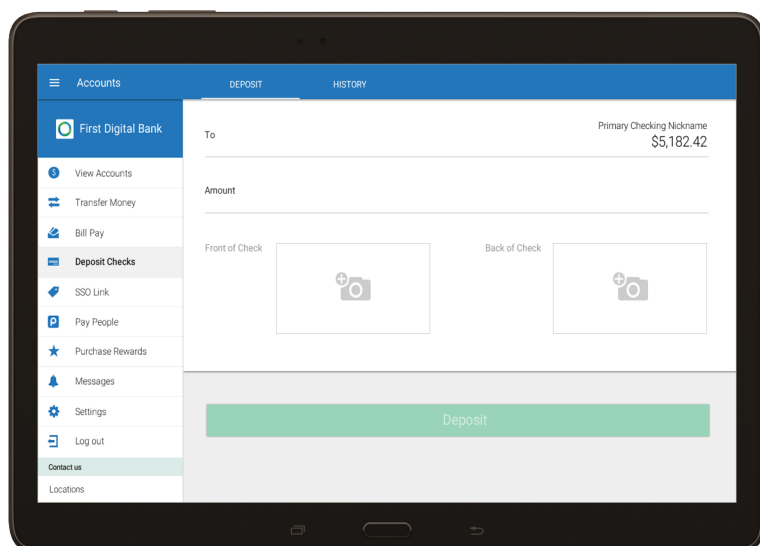 Accounts
DEPOSIT
HISTORY
First Digital Bank
View Accounts
Transfer Money
Bill Pay
Deposit Checks
SSO Link
Pay People
Purchase Rewards
Messages
Settings
Log out
Contact us
Locations
To
Primary Checking Nickname
$5,182.42
Amount
Front of Check
Back of Check
Deposit